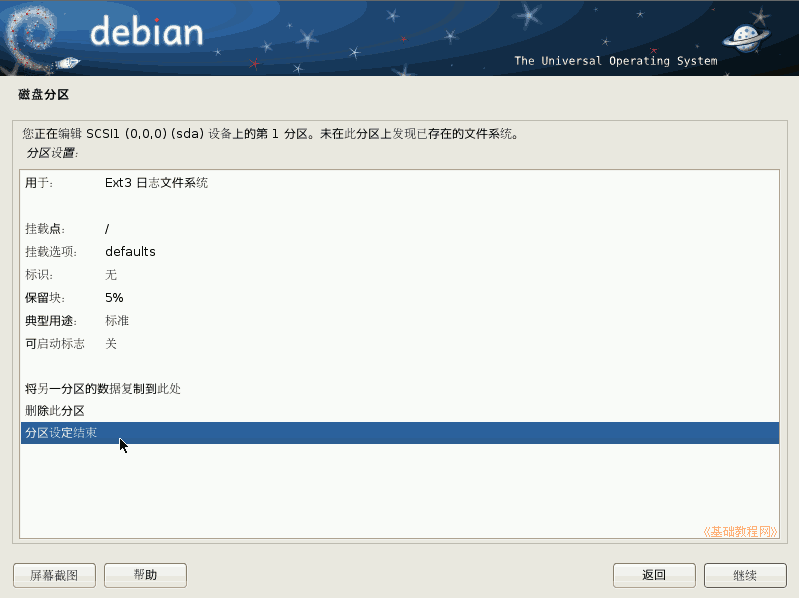 debian
The Universal Operating System
磁盘分区
您正在编辑 SCSI1 (0,0,0) (sda) 设备上的第 1 分区。未在此分区上发现已存在的文件系统。
分区设置:
用于: Ext3 日志文件系统
挂载点: /
挂载选项: defaults
标识: 无
保留块: 5%
典型用途: 标准
可启动标志 关
将另一分区的数据复制到此处
删除此分区
分区设定结束
《基础教程网》
屏幕截图 帮助 返回 继续